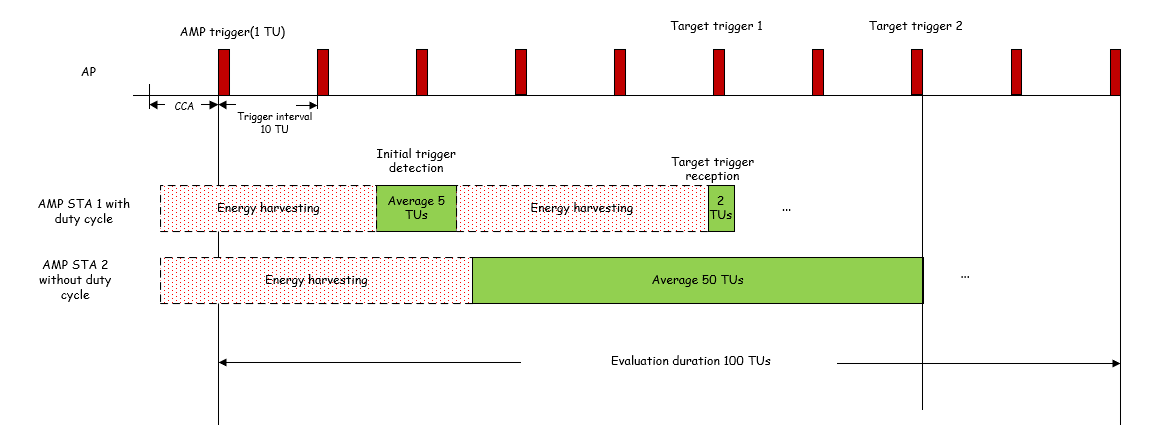 AMP trigger(1 TU)
Target trigger 1
Target trigger 2
AP
CCA
Trigger interval
10 TU
Initial trigger
detection
Target trigger
reception
AMP STA 1 with
duty cycle
Energy harvesting
Average 5
TUs
Energy harvesting
2
TUs
...
AMP STA 2
without duty
cycle
Energy harvesting
Average 50 TUs
...
Evaluation duration 100 TUs